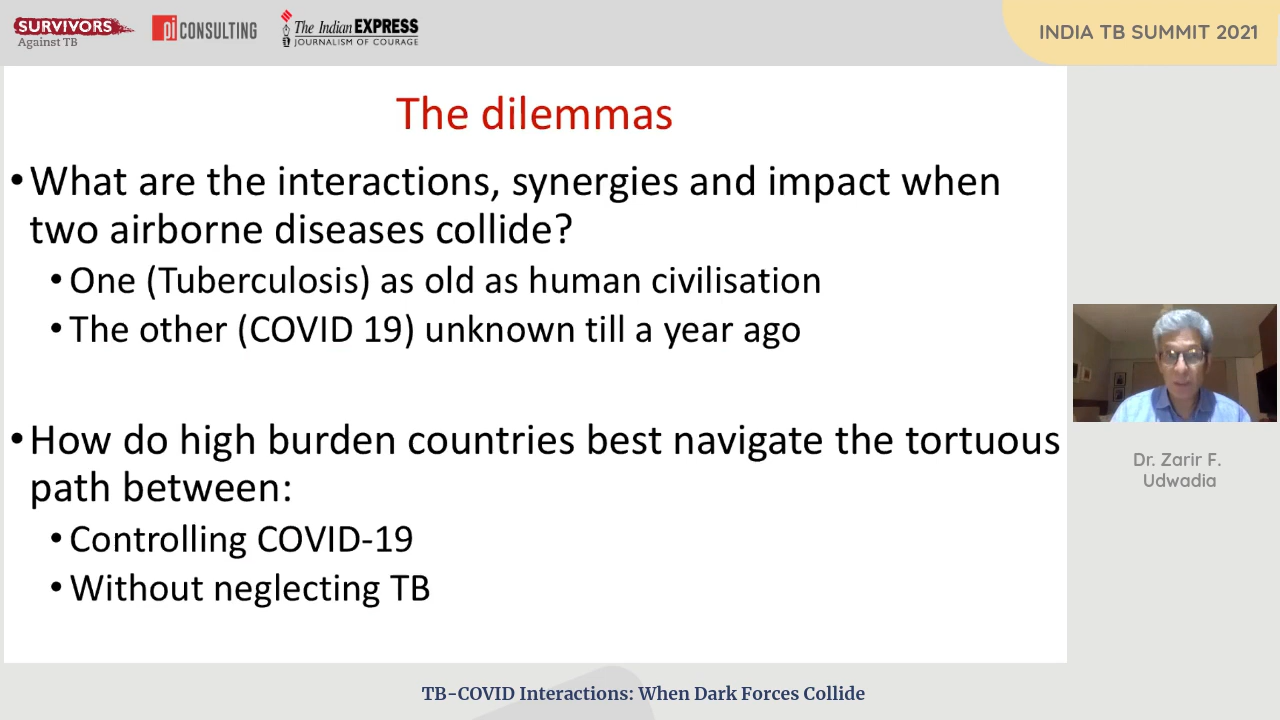 SURVIVORS
Against TB
pi CONSULTING
The Indian EXPRESS
JOURNALISM OF COURAGE
INDIA TB SUMMIT 2021
The dilemmas
•What are the interactions, synergies and impact when
two airborne diseases collide?
•One (Tuberculosis) as old as human civilisation
•The other (COVID 19) unknown till a year ago
•How do high burden countries best navigate the tortuous
path between:
•Controlling COVID-19
•Without neglecting TB
Dr. Zarir F.
Udwadia
TB-COVID Interactions: When Dark Forces Collide